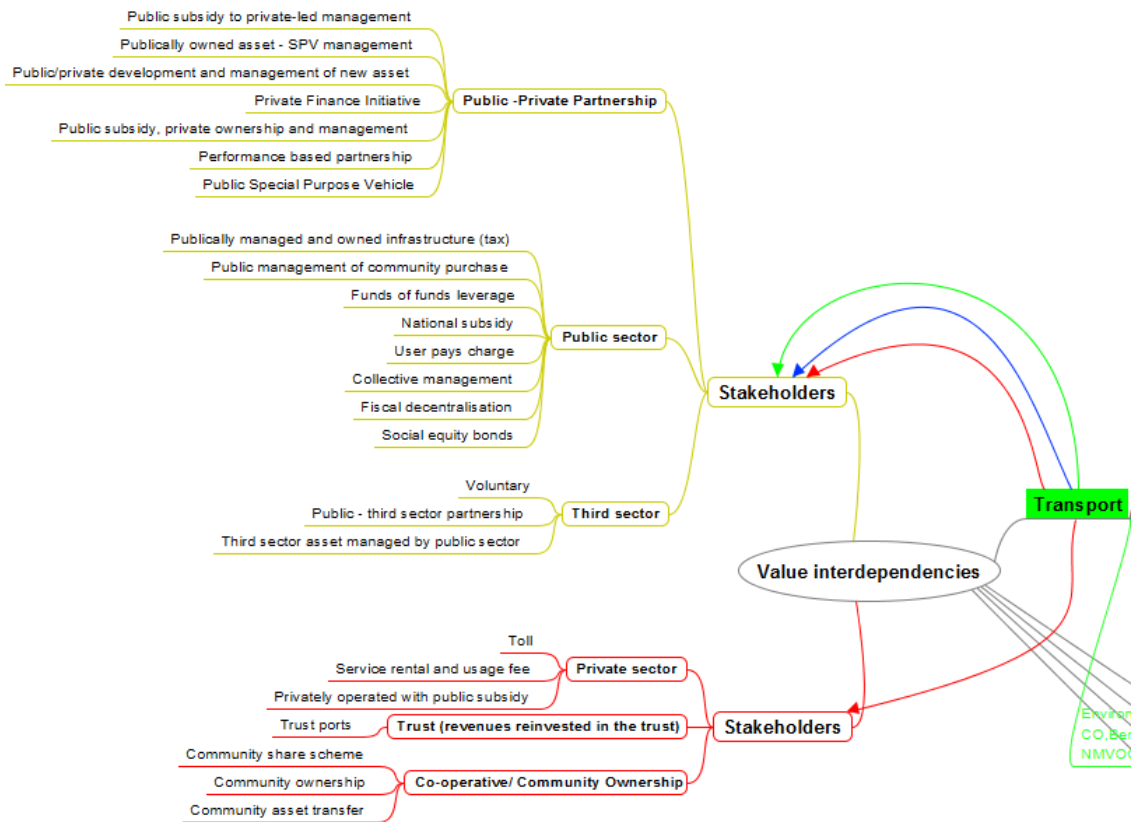 Public subsidy to private-led management
Publically owned asset - SPV management
Public/private development and management of new asset
Private Finance Initiative
Public subsidy, private ownership and management
Performance based partnership
Public Special Purpose Vehicle
Public -Private Partnership
Publically managed and owned infrastructure (tax)
Public management of community purchase
Funds of funds leverage
National subsidy
User pays charge
Collective management
Fiscal decentralisation
Social equity bonds
Public sector
Voluntary
Public - third sector partnership
Third sector asset managed by public sector
Third sector
Stakeholders
Transport
Value interdependencies
Toll
Service rental and usage fee
Privately operated with public subsidy
Private sector
Trust ports
Trust (revenues reinvested in the trust)
Community share scheme
Community ownership
Community asset transfer
Co-operative/ Community Ownership
Stakeholders
CO,